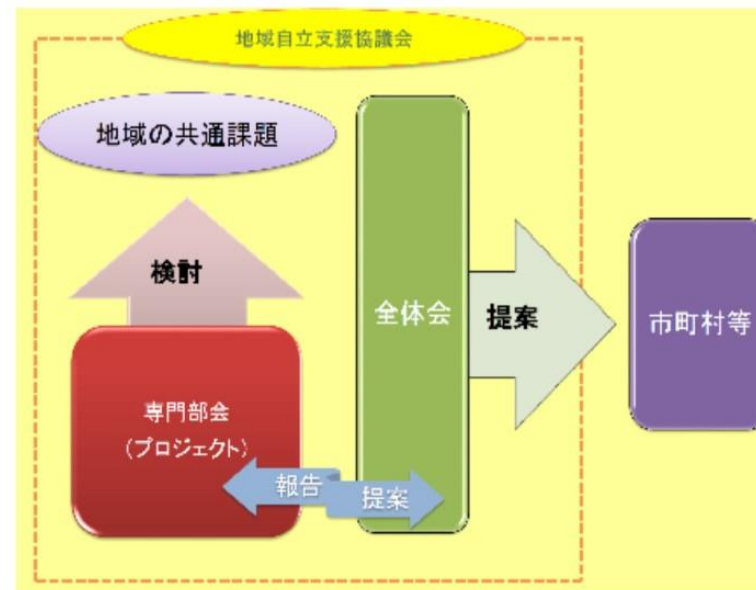 地域自立支援協議会
地域の共通課題
検討
専門部会
(プロジェクト)
報告
提案
全体会
提案
市町村等